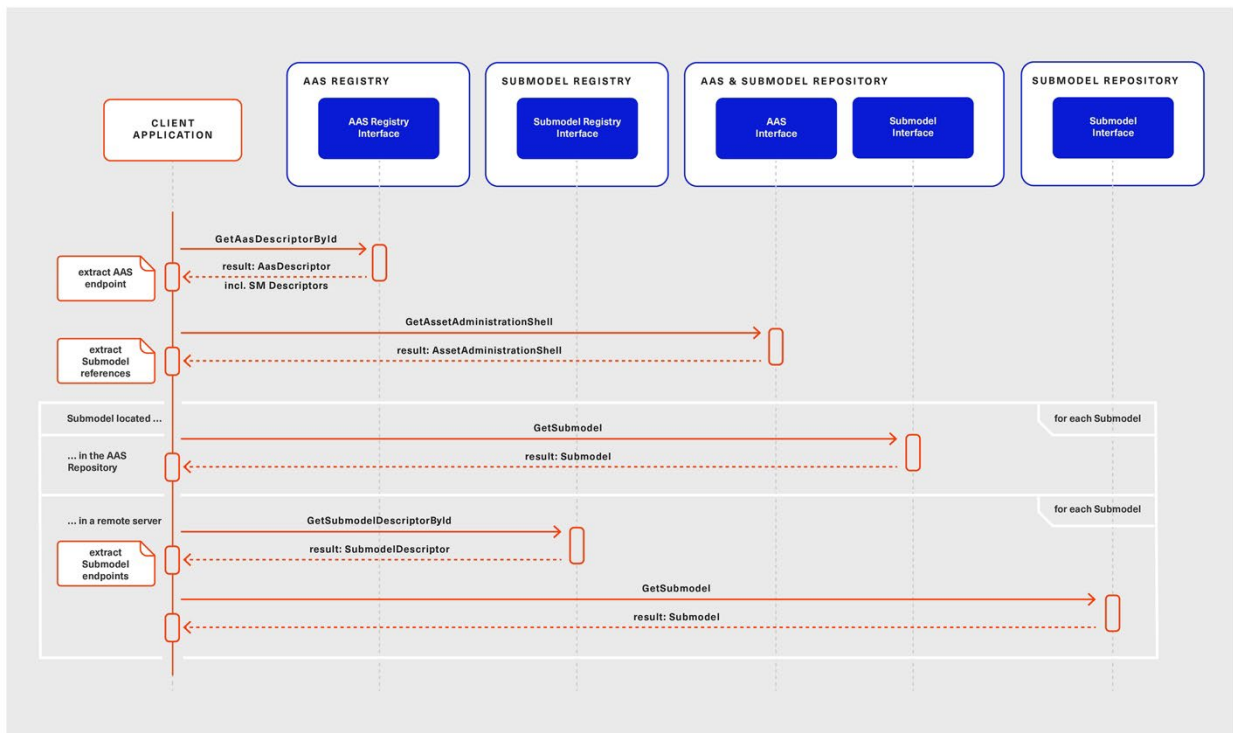 AAS REGISTRY
SUBMODEL REGISTRY
AAS & SUBMODEL REPOSITORY
SUBMODEL REPOSITORY
CLIENT
APPLICATION
AAS Registry
Interface
Submodel Registry
Interface
AAS
Interface
Submodel
Interface
Submodel
Interface
GetAasDescriptorById
extract AAS
endpoint
result: AasDescriptor
incl. SM Descriptors
GetAssetAdministrationShell
extract
Submodel
references
result: AssetAdministrationShell
Submodel located ...
for each Submodel
GetSubmodel
... in the AAS
Repository
result: Submodel
for each Submodel
... in a remote server
GetSubmodelDescriptorById
extract
Submodel
endpoints
result: SubmodelDescriptor
GetSubmodel
result: Submodel